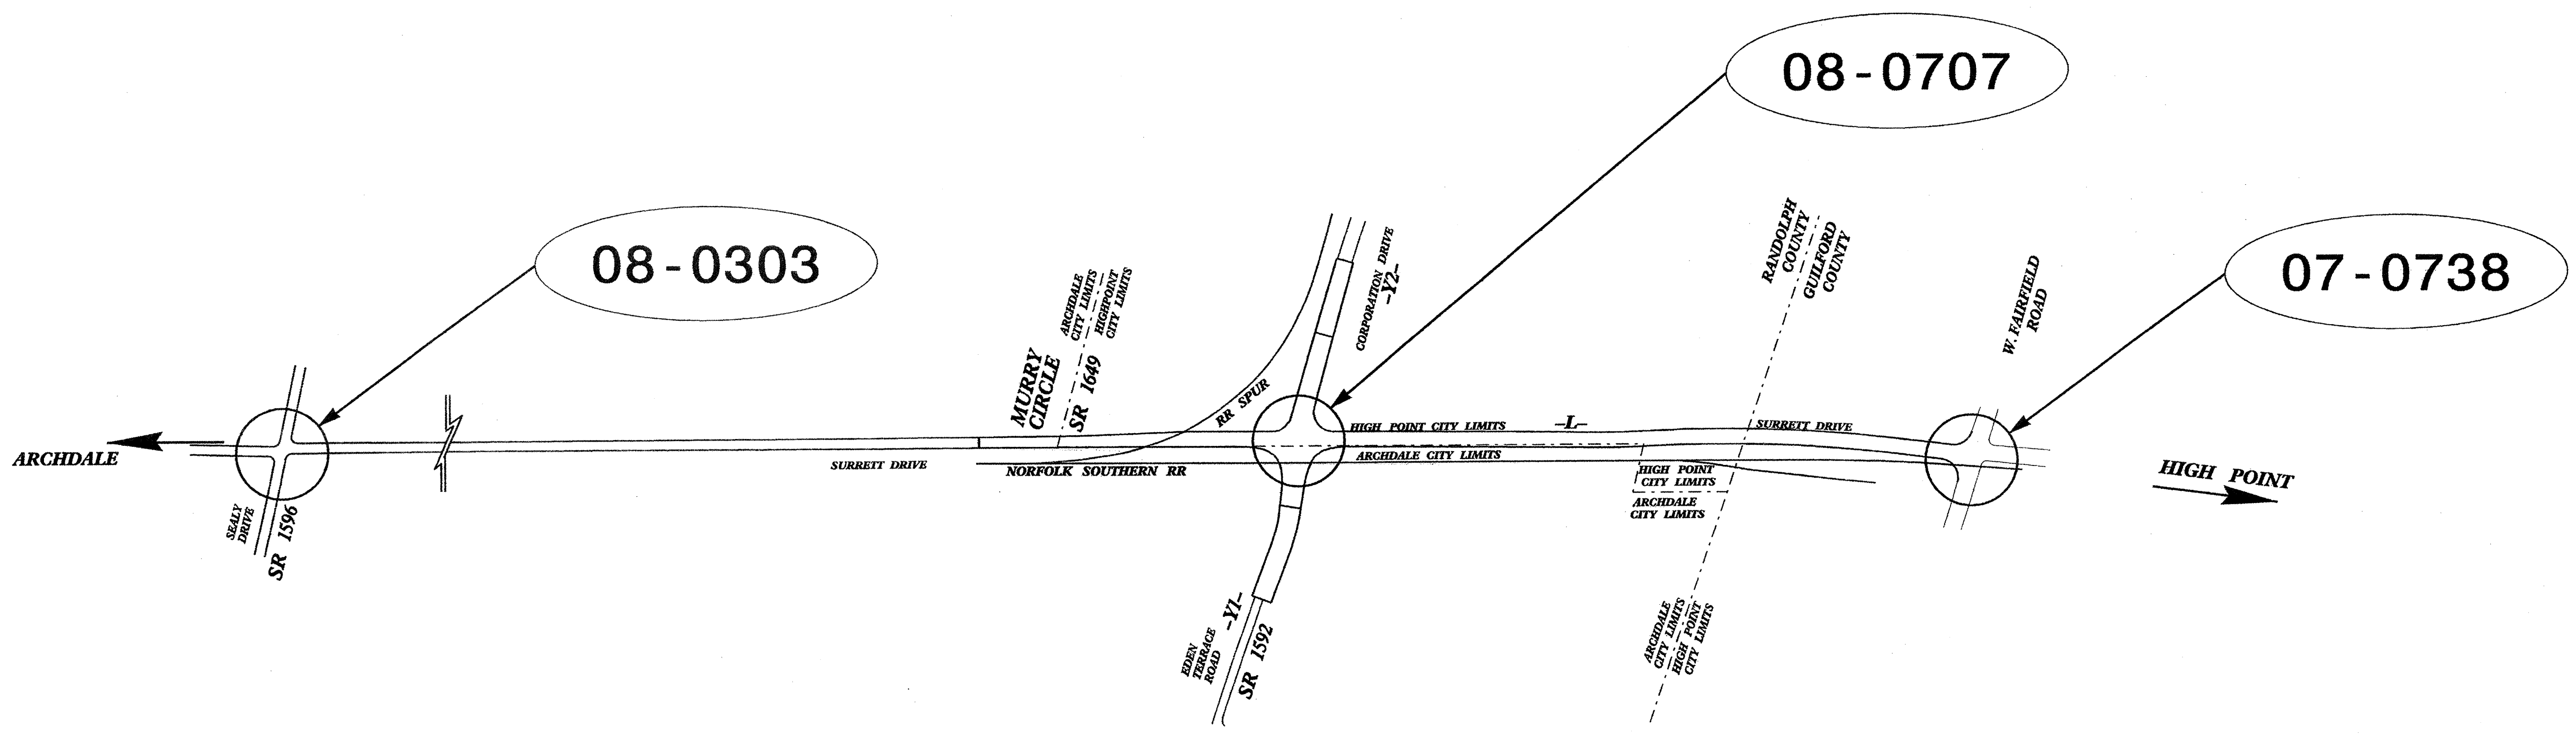 08-0707
08-0303
07-0738
RANDOLPH
COUNTY
GUILFORD
COUNTY
CORPORATION DRIVE
-Y2-
W. FAIRFIELD
ROAD
ARCHDALE
CITY LIMITS
HIGHPOINT
CITY LIMITS
MURRY
CIRCLE
SR 1649
RR SPUR
HIGH POINT CITY LIMITS
-L-
SURRETT DRIVE
ARCHDALE
SURRETT DRIVE
NORFOLK SOUTHERN RR
ARCHDALE CITY LIMITS
HIGH POINT
CITY LIMITS
ARCHDALE
CITY LIMITS
HIGH POINT
SEALY
DRIVE
SR 1596
EDEN
TERRACE
ROAD
-Y1-
SR 1592
ARCHDALE
CITY LIMITS
HIGH POINT
CITY LIMITS